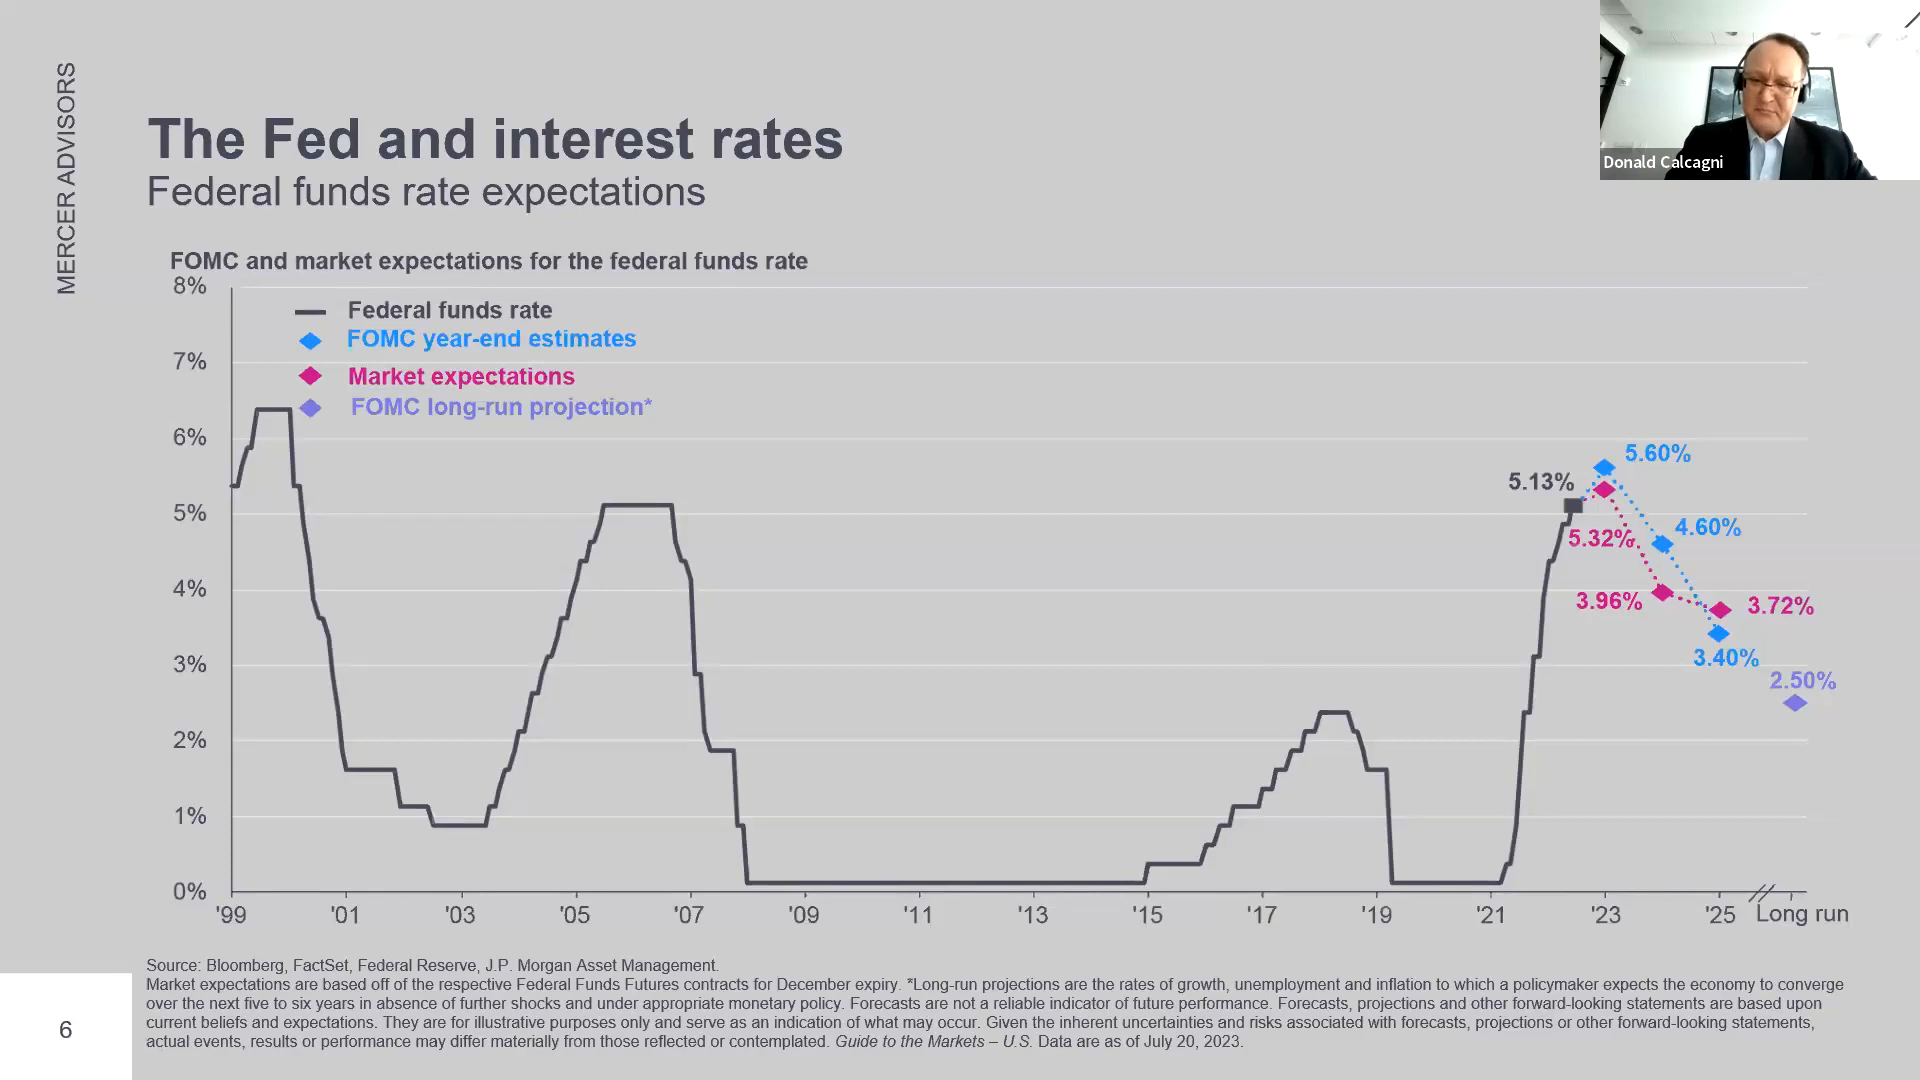 MERCER ADVISORS
The Fed and interest rates
Federal funds rate expectations
Donald Calcagni
FOMC and market expectations for the federal funds rate
8%
7%
6%
5%
4%
3%
2%
1%
0%
Federal funds rate
FOMC year-end estimates
Market expectations
FOMC long-run projection*
5.13%
5.60%
5.32%
4.60%
3.96%
3.72%
3.40%
2.50%
'99 '01 '03 '05 '07 '09 '11 '13 '15 '17 '19 '21 '23 '25 Long run
Source: Bloomberg, FactSet, Federal Reserve, J.P. Morgan Asset Management.
Market expectations are based off of the respective Federal Funds Futures contracts for December expiry. *Long-run projections are the rates of growth, unemployment and inflation to which a policymaker expects the economy to converge
over the next five to six years in absence of further shocks and under appropriate monetary policy. Forecasts are not a reliable indicator of future performance. Forecasts, projections and other forward-looking statements are based upon
current beliefs and expectations. They are for illustrative purposes only and serve as an indication of what may occur. Given the inherent uncertainties and risks associated with forecasts, projections or other forward-looking statements,
actual events, results or performance may differ materially from those reflected or contemplated. Guide to the Markets – U.S. Data are as of July 20, 2023.
6